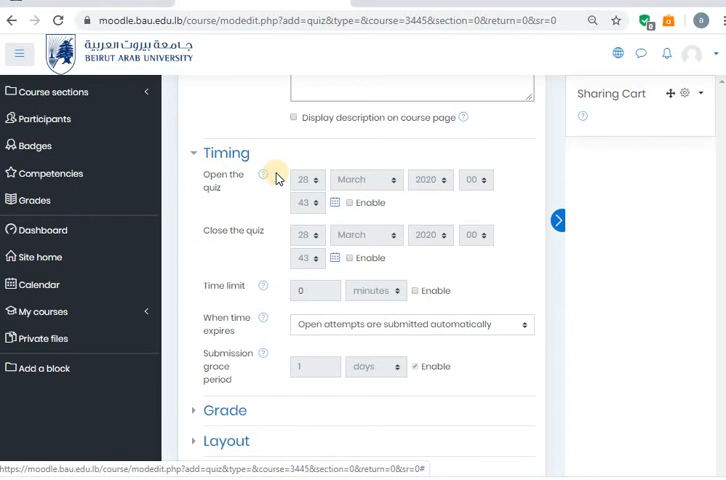 moodle.bau.edu.lb/course/modedit.php?add=quiz&type=&course=3445&section=0&return=0&sr=0
0
a
جامعة بيروت العربية
BEIRUT ARAB UNIVERSITY
Course sections
Participants
Badges
Competencies
Grades
Dashboard
Site home
Calendar
My courses
Private files
Add a block
Display description on course page
Timing
Open the quiz
28 March 2020 00
43 Enable
Close the quiz
28 March 2020 00
43 Enable
Time limit
0 minutes Enable
When time expires
Open attempts are submitted automatically
Submission grace period
1 days Enable
Grade
Layout
Sharing Cart
https://moodle.bau.edu.lb/course/modedit.php?add=quiz&type=&course=3445&section=0&return=0&sr=0#